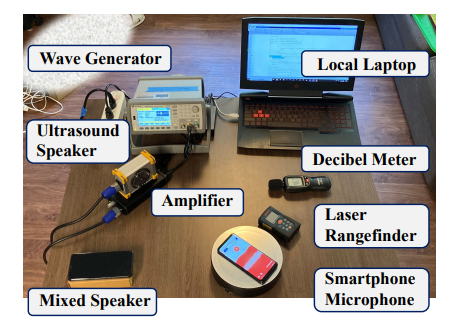 Wave Generator
Local Laptop
Ultrasound
Speaker
Decibel Meter
Amplifier
Laser
Rangefinder
Smartphone
Microphone
Mixed Speaker